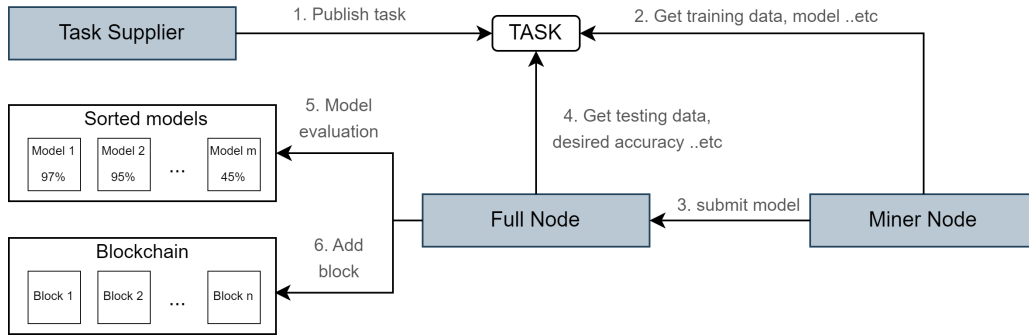 1. Publish task
2. Get training data, model ..etc
Task Supplier
TASK
5. Model
evaluation
4. Get testing data,
desired accuracy ..etc
Sorted models
Model 1
97%
Model 2
95%
...
Model m
45%
3. submit model
Full Node
Miner Node
6. Add
block
Blockchain
Block 1
Block 2
...
Block n